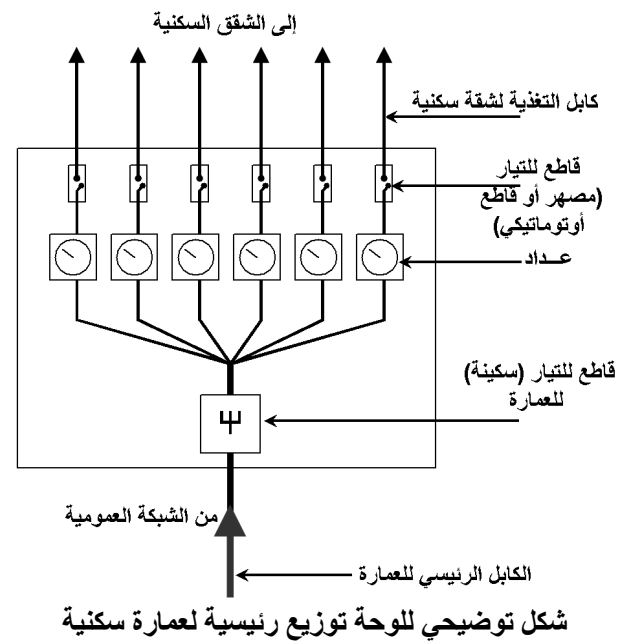 إلى الشقق السكنية
كابل التغذية لشقة سكنية
قاطع للتيار
(مصهر أو قاطع
أوتوماتيكي)
عــداد
قاطع للتيار (سكينة)
للعمارة
من الشبكة العمومية
الكابل الرئيسي للعمارة
شكل توضيحي للوحة توزيع رئيسية لعمارة سكنية